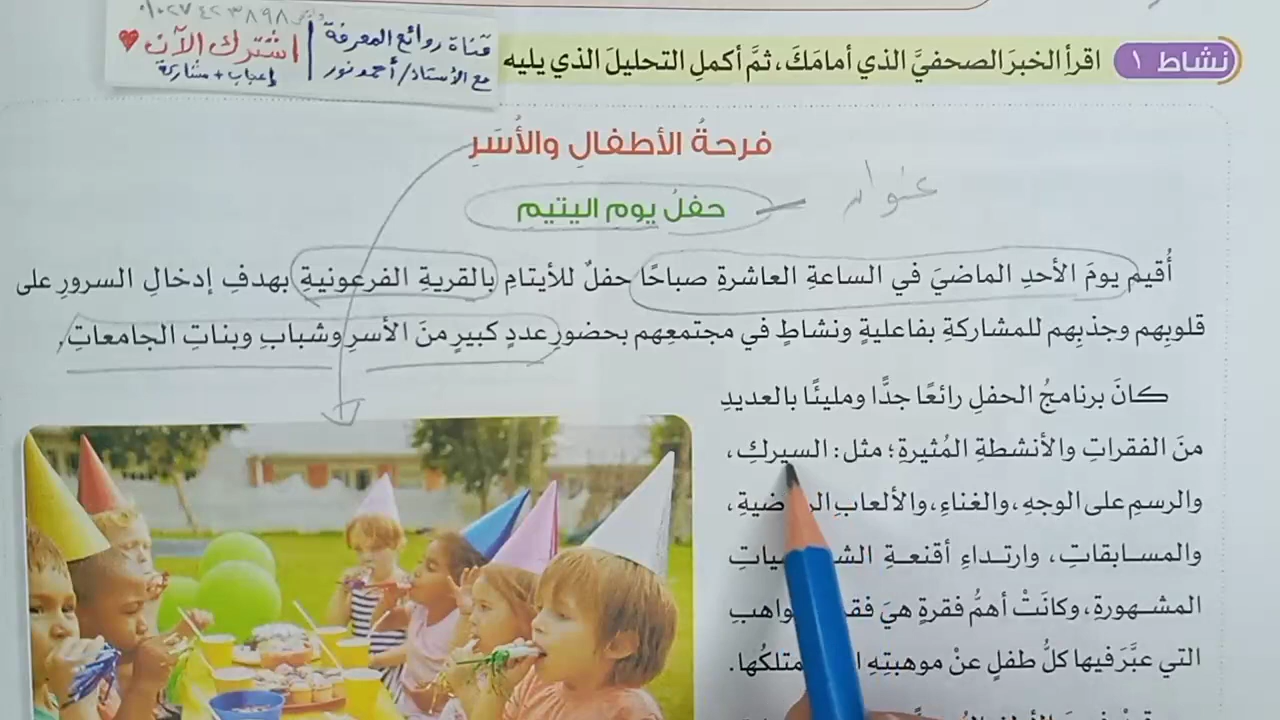 ٠١٠٢٧٤٢٣٨٩٨
قناة روائع المعرفة
مع الأستاذ/أحمد نور
اشترك الآن
إعجاب + مشاركة
نشاط ١ اقرأ الخبرَ الصحفيَّ الذي أمامَكَ، ثمَّ أكملِ التحليلَ الذي يليه
فرحةُ الأطفالِ والأُسَرِ
حفلُ يوم اليتيم
عنوان
أُقيم يومَ الأحدِ الماضيَ في الساعةِ العاشرةِ صباحًا حفلٌ للأيتامِ بالقريةِ الفرعونيةِ بهدفِ إدخالِ السرورِ على
قلوبِهم وجذبِهم للمشاركةِ بفاعليةٍ ونشاطٍ في مجتمعِهم بحضورِ عددٍ كبيرٍ منَ الأسرِ وشبابِ وبناتِ الجامعاتِ.
كانَ برنامجُ الحفلِ رائعًا جدًّا ومليئًا بالعديدِ
منَ الفقراتِ والأنشطةِ المُثيرةِ؛ مثل: السيركِ،
والرسمِ على الوجهِ، والغناءِ، والألعابِ
والمسابقاتِ، وارتداءِ أقنعةِ
المشهورةِ، وكانَتْ أهمُّ فقرةٍ هيَ
التي عبَّرَ فيها كلُّ طفلٍ عنْ موهبتِهِ